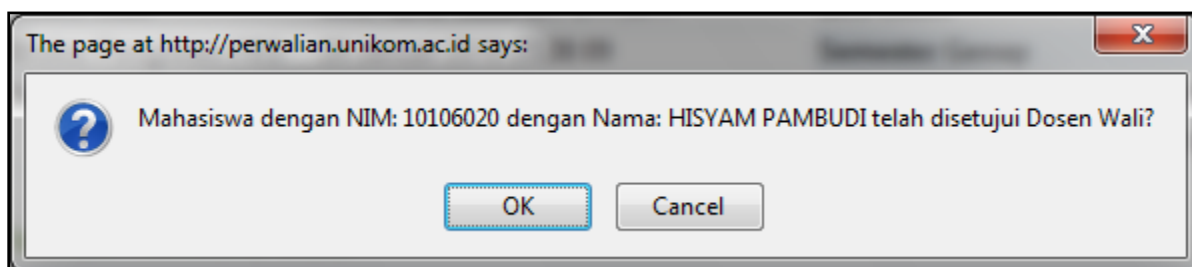 The page at http://perwalian.unikom.ac.id says:
Mahasiswa dengan NIM: 10106020 dengan Nama: HISYAM PAMBUDI telah disetujui Dosen Wali?
OK
Cancel